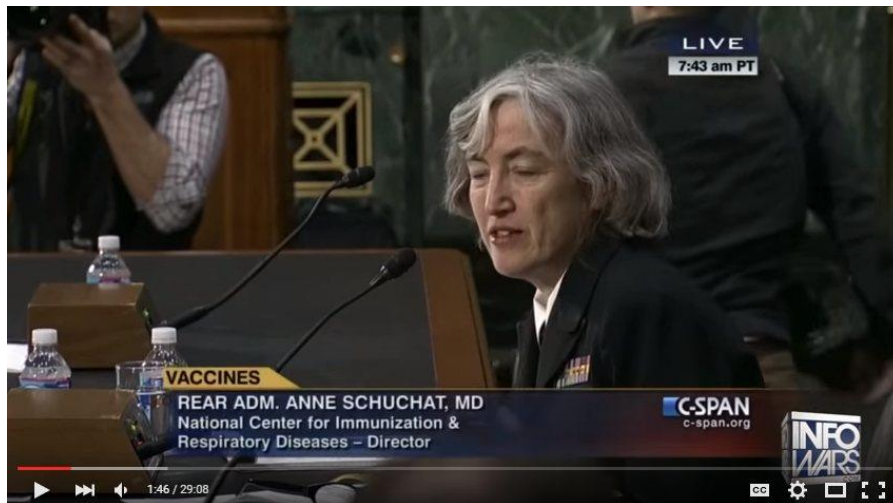 LIVE
7:43 am PT
VACCINES
REAR ADM. ANNE SCHUCHAT, MD
National Center for Immunization &
Respiratory Diseases – Director
C-SPAN
c-span.org
INFO
WARS
1:46 / 29:08
CC